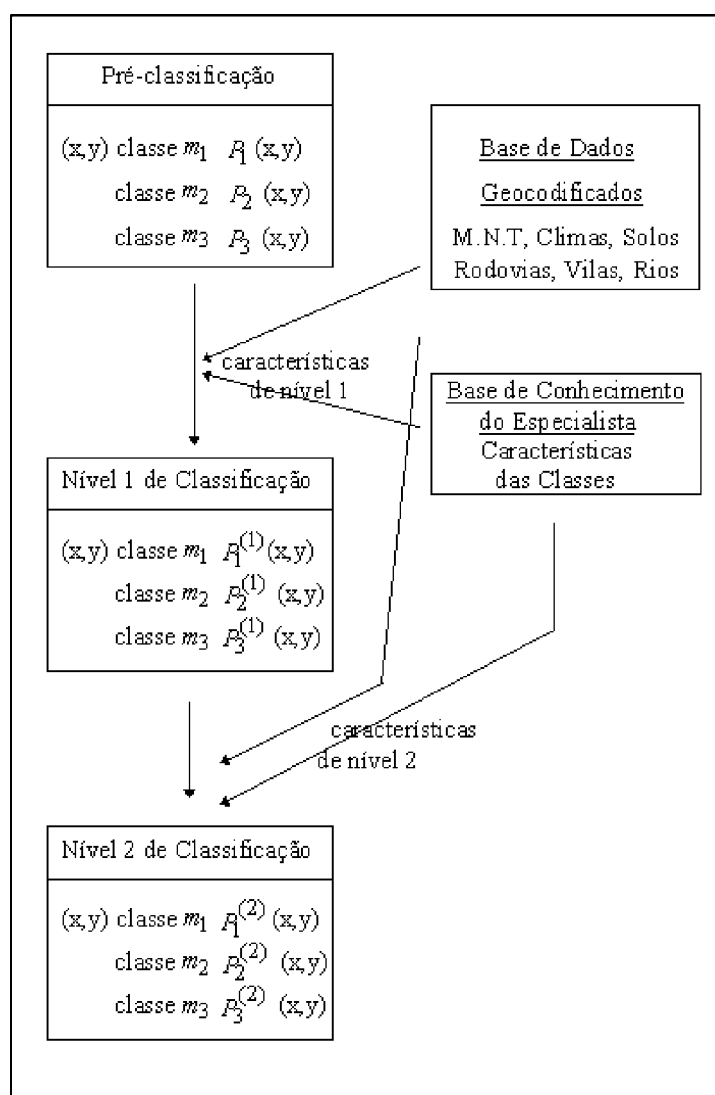 Pré-classificação
(x,y) classe m₁ P₁ (x,y)
classe m₂ P₂ (x,y)
classe m₃ P₃ (x,y)
Base de Dados
Geocodificados
M.N.T, Climas, Solos
Rodovias, Vilas, Rios
características
de nível 1
Base de Conhecimento
do Especialista
Características
das Classes
Nível 1 de Classificação
(x,y) classe m₁ P₁⁽¹⁾(x,y)
classe m₂ P₂⁽¹⁾ (x,y)
classe m₃ P₃⁽¹⁾ (x,y)
características
de nível 2
Nível 2 de Classificação
(x,y) classe m₁ P₁⁽²⁾ (x,y)
classe m₂ P₂⁽²⁾ (x,y)
classe m₃ P₃⁽²⁾ (x,y)